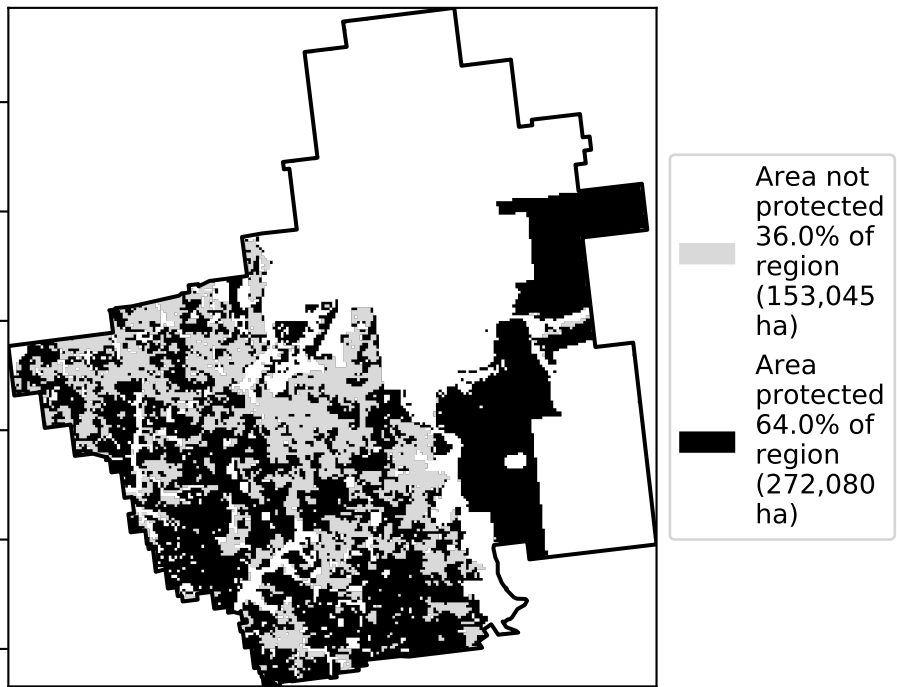 Area not
protected
36.0% of
region
(153,045
ha)
Area
protected
64.0% of
region
(272,080
ha)